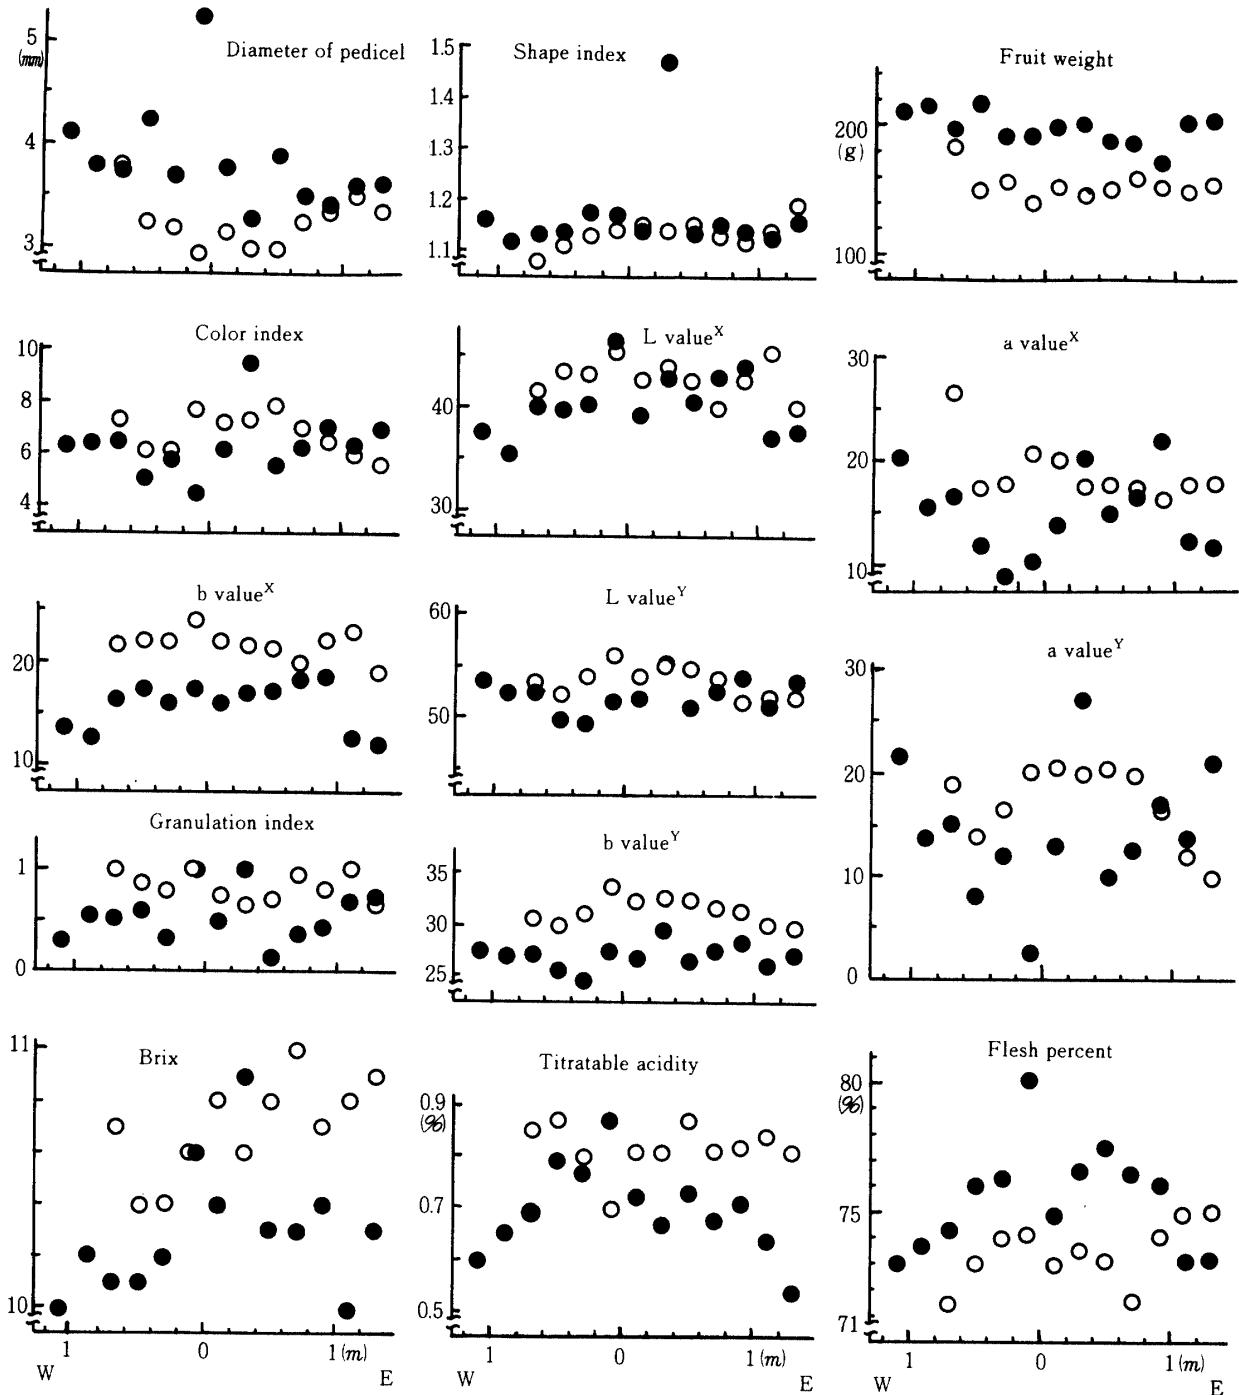 Diameter of pedicel
5
(mm)
4
3
Shape index
1.5
1.4
1.3
1.2
1.1
Fruit weight
200
(g)
100
Color index
10
8
6
4
L value X
40
30
a value X
30
20
10
b value X
20
10
L value Y
60
50
a value Y
30
20
10
0
Granulation index
1
0
b value Y
35
30
25
Brix
11
10
1 0 1 (m)
W E
Titratable acidity
0.9
(%)
0.7
0.5
1 0 1 (m)
W E
Flesh percent
80
(%)
75
71
1 0 1 (m)
W E